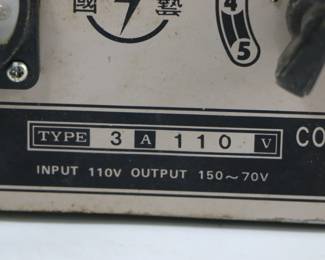 國 藝
4
5
TYPE 3 A 110 V CO
INPUT 110V OUTPUT 150～70V